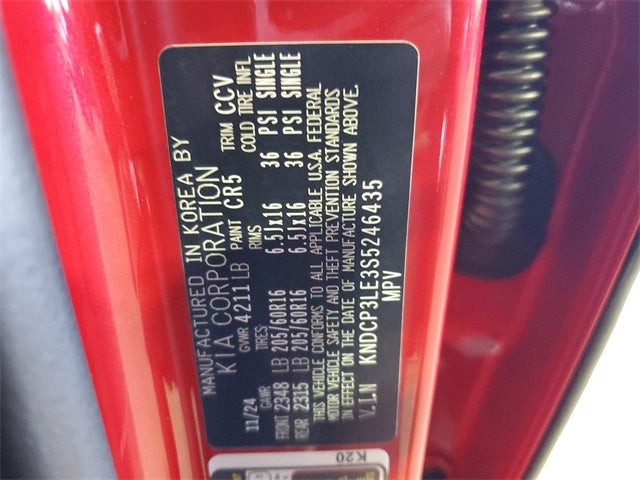 MANUFACTURED IN KOREA BY
KIA CORPORATION
11/24 GVWR 4211 LB PAINT CR5 TRIM CCV
GAWR TIRES RIMS COLD TIRE INFL
FRONT 2348 LB 205/60R16 6.5Jx16 36 PSI SINGLE
REAR 2315 LB 205/60R16 6.5Jx16 36 PSI SINGLE
THIS VEHICLE CONFORMS TO ALL APPLICABLE U.S.A. FEDERAL
MOTOR VEHICLE SAFETY AND THEFT PREVENTION STANDARDS
IN EFFECT ON THE DATE OF MANUFACTURE SHOWN ABOVE.
V.I.N KNDCP3LE3S5246435
MPV
K20